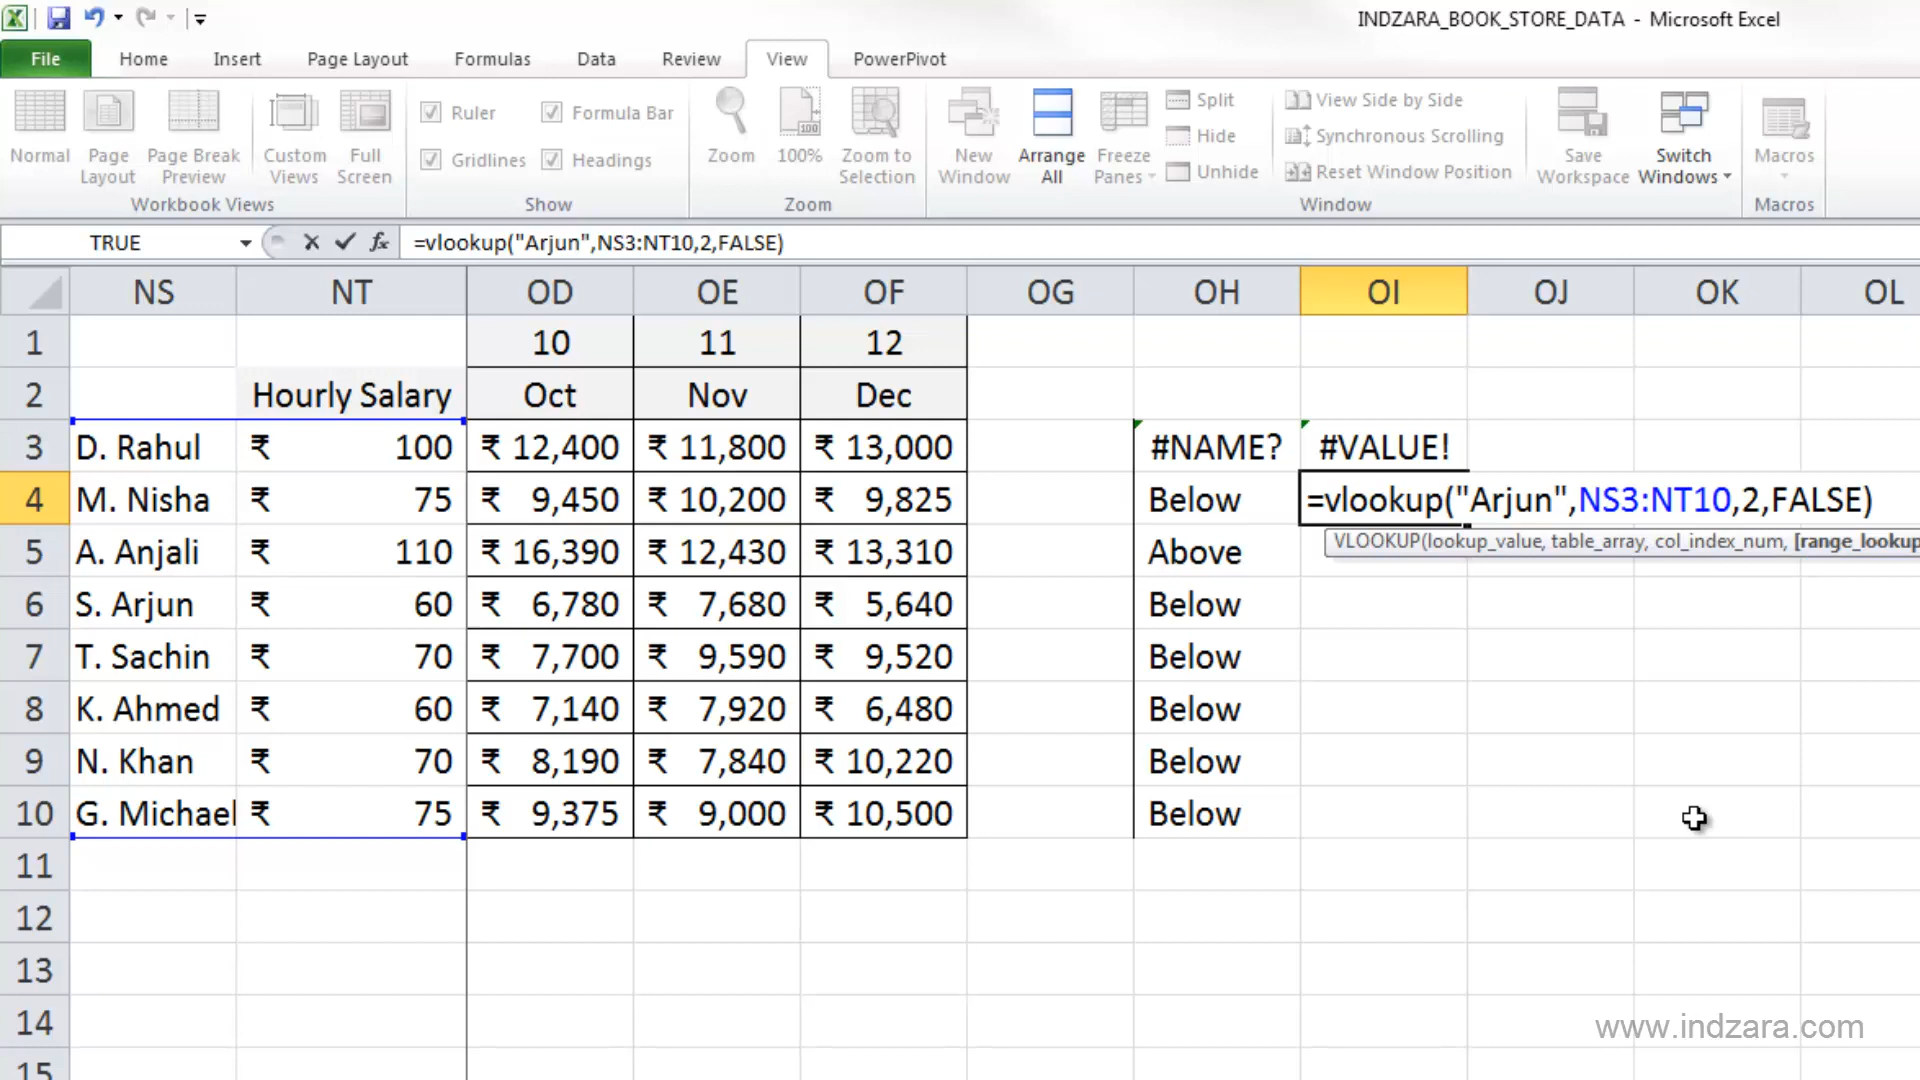 INDZARA_BOOK_STORE_DATA - Microsoft Excel
File Home Insert Page Layout Formulas Data Review View PowerPivot
Normal
Page Layout
Page Break Preview
Custom Views
Full Screen
Workbook Views
Ruler
Formula Bar
Gridlines
Headings
Show
Zoom
100
100%
Zoom to Selection
Zoom
New Window
Arrange All
Freeze Panes
Split
Hide
Unhide
View Side by Side
Synchronous Scrolling
Reset Window Position
Window
Save Workspace
Switch Windows
Macros
Macros
TRUE fx =vlookup("Arjun",NS3:NT10,2,FALSE)
NS NT OD OE OF OG OH OI OJ OK OL
1 10 11 12
2 Hourly Salary Oct Nov Dec
3 D. Rahul ₹ 100 ₹ 12,400 ₹ 11,800 ₹ 13,000 #NAME? #VALUE!
4 M. Nisha ₹ 75 ₹ 9,450 ₹ 10,200 ₹ 9,825 Below =vlookup("Arjun",NS3:NT10,2,FALSE)
VLOOKUP(lookup_value, table_array, col_index_num, [range_lookup
5 A. Anjali ₹ 110 ₹ 16,390 ₹ 12,430 ₹ 13,310 Above
6 S. Arjun ₹ 60 ₹ 6,780 ₹ 7,680 ₹ 5,640 Below
7 T. Sachin ₹ 70 ₹ 7,700 ₹ 9,590 ₹ 9,520 Below
8 K. Ahmed ₹ 60 ₹ 7,140 ₹ 7,920 ₹ 6,480 Below
9 N. Khan ₹ 70 ₹ 8,190 ₹ 7,840 ₹ 10,220 Below
10 G. Michael ₹ 75 ₹ 9,375 ₹ 9,000 ₹ 10,500 Below
11
12
13
14
www.indzara.com
15